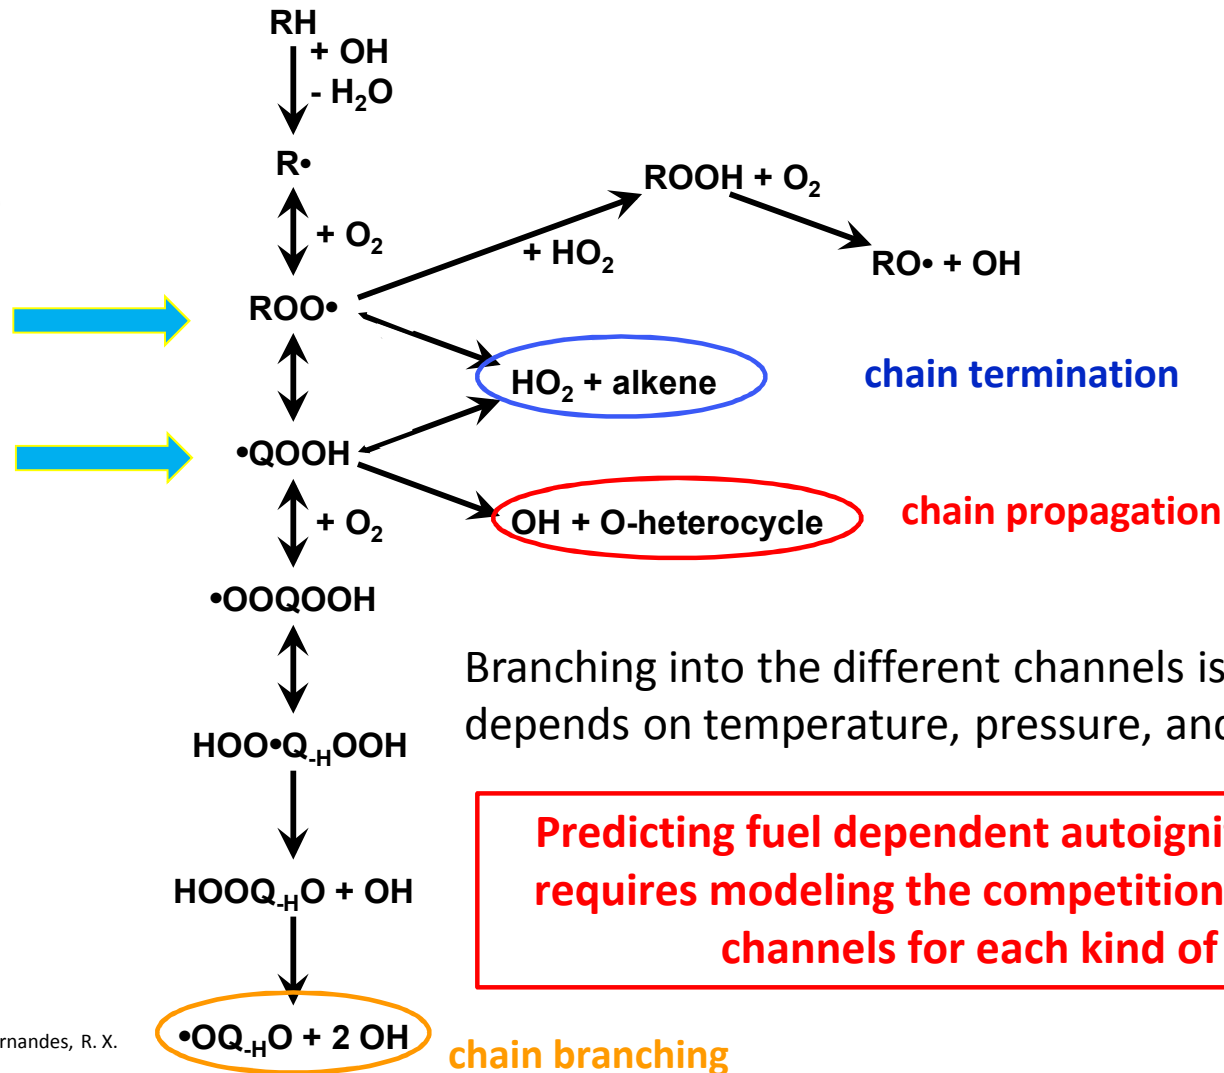 RH
+ OH
- H₂O
R•
+ O₂
ROOH + O₂
+ HO₂
RO• + OH
ROO•
HO₂ + alkene
chain termination
•QOOH
+ O₂
OH + O-heterocycle
chain propagation
•OOQOOH
Branching into the different channels is
depends on temperature, pressure, and
HOO•Q₋HOOH
Predicting fuel dependent autoigni
requires modeling the competition
channels for each kind of
HOOQ₋HO + OH
•OQ₋HO + 2 OH
chain branching
rnandes, R. X.